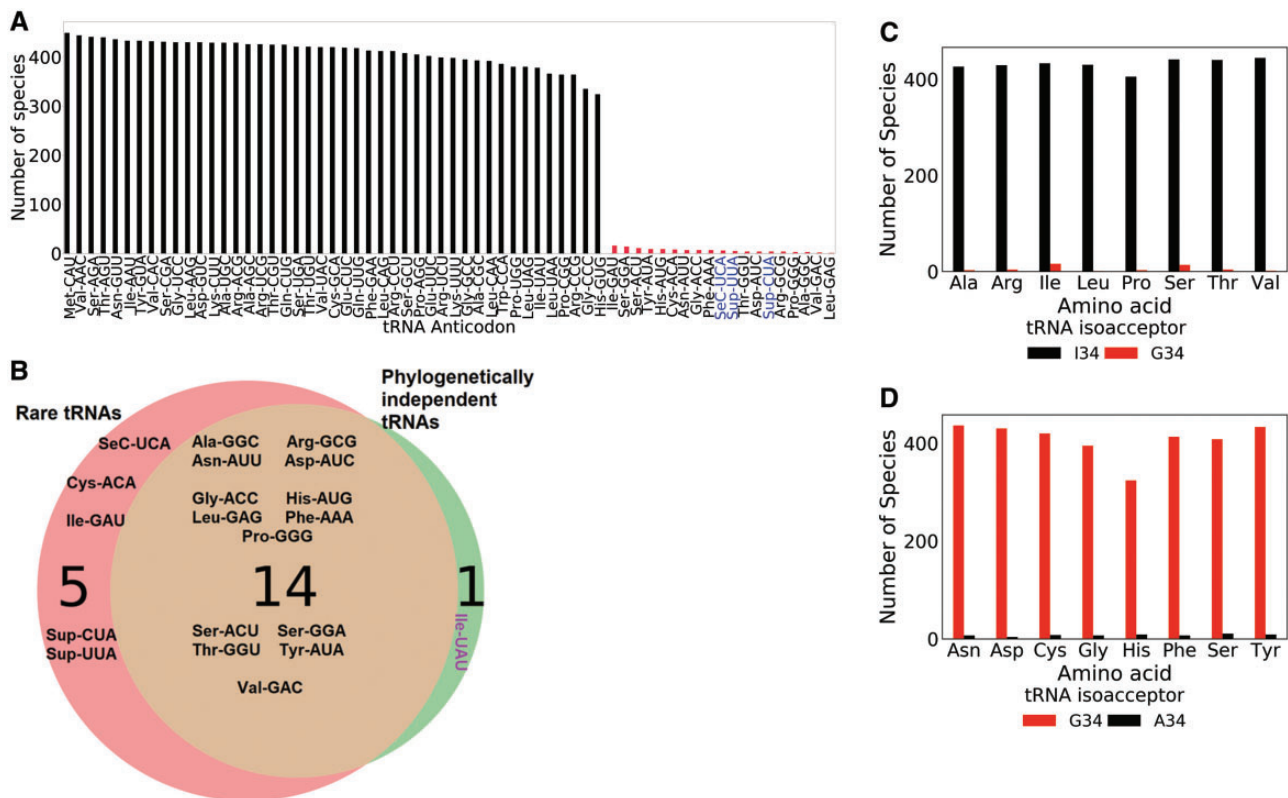 A
Number of species
400
300
200
100
0
Met-CAU
Val-AAC
Ser-AGA
Thr-AGU
Asn-GUU
Ile-AAU
Tyr-GUA
Val-CAC
Ser-CGA
Gly-UCC
Leu-AAG
Asp-GUC
Lys-CUU
Ala-UGC
Arg-ACG
Ala-AGC
Arg-UCG
Thr-CGU
Gln-CUG
Ser-UGA
Thr-UGU
Val-UAC
Cys-GCA
Glu-CUC
Gln-UUG
Phe-GAA
Leu-CAG
Arg-CCU
Ser-GCU
Pro-AGG
Glu-UUC
Arg-UCU
Lys-UUU
Gly-GCC
Ala-CGC
Leu-CAA
Trp-CCA
Pro-UGG
Leu-UAG
Ile-UAU
Leu-UAA
Pro-CGG
Arg-CCG
Gly-CCC
His-GUG
Ile-GAU
Ser-GGA
Ser-ACU
Tyr-AUA
His-AUG
Cys-ACA
Asn-AUU
Gly-ACC
Phe-AAA
SeC-UCA
Sup-UUA
Thr-GGU
Asp-AUC
Sup-CUA
Arg-GCG
Pro-GGG
Ala-GGC
Val-GAC
Leu-GAG
tRNA Anticodon
B
Rare tRNAs
Phylogenetically
independent
tRNAs
SeC-UCA
Cys-ACA
Ile-GAU
5
Sup-CUA
Sup-UUA
Ala-GGC Arg-GCG
Asn-AUU Asp-AUC
Gly-ACC His-AUG
Leu-GAG Phe-AAA
Pro-GGG
14
Ser-ACU Ser-GGA
Thr-GGU Tyr-AUA
Val-GAC
1
Ile-UAU
C
Number of Species
400
200
0
Ala Arg Ile Leu Pro Ser Thr Val
Amino acid
tRNA isoacceptor
I34 G34
D
Number of Species
400
200
0
Asn Asp Cys Gly His Phe Ser Tyr
Amino acid
tRNA isoacceptor
G34 A34